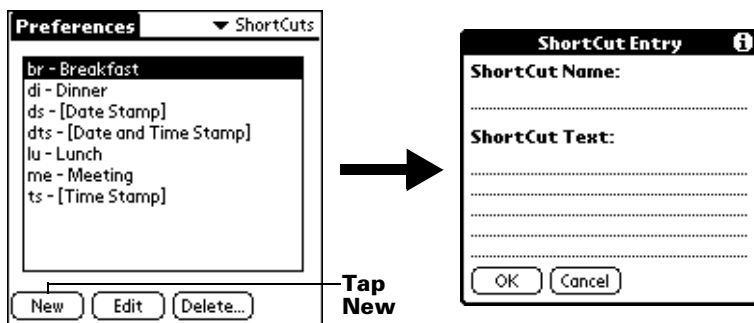 Preferences ShortCuts
br - Breakfast
di - Dinner
ds - [Date Stamp]
dts - [Date and Time Stamp]
lu - Lunch
me - Meeting
ts - [Time Stamp]
New Edit Delete...
Tap
New
ShortCut Entry i
ShortCut Name:
ShortCut Text:
OK Cancel